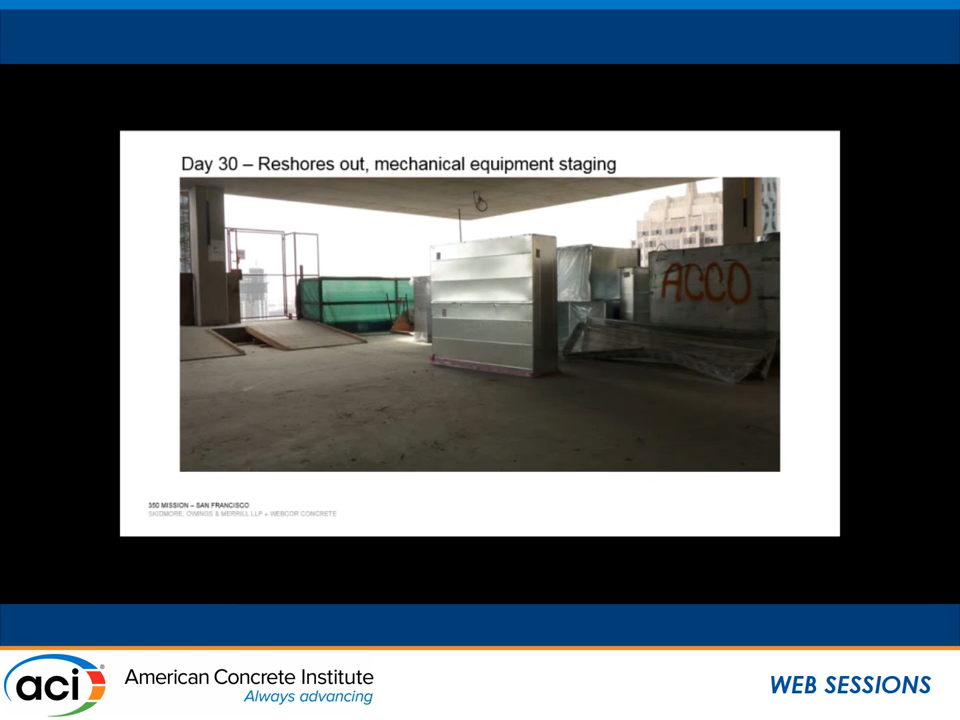 Day 30 – Reshores out, mechanical equipment staging
ACCO
350 MISSION – SAN FRANCISCO
SKIDMORE, OWINGS & MERRILL LLP + WEBCOR CONCRETE
aci
®
American Concrete Institute
Always advancing
WEB SESSIONS